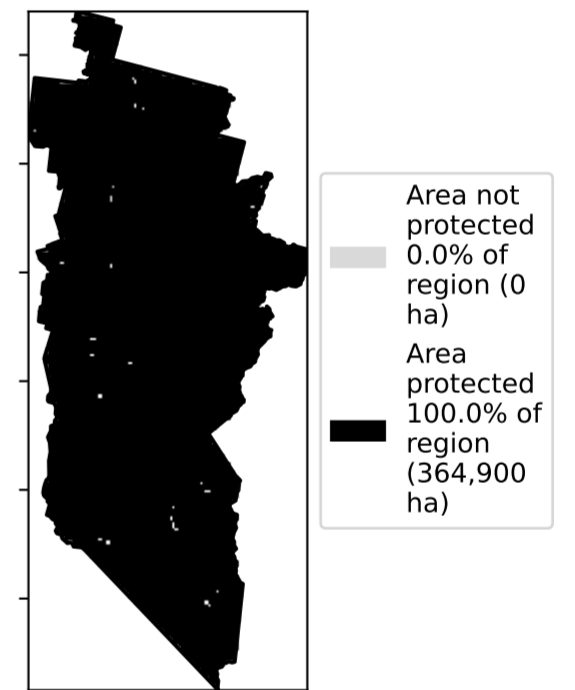 Area not
protected
0.0% of
region (0
ha)
Area
protected
100.0% of
region
(364,900
ha)